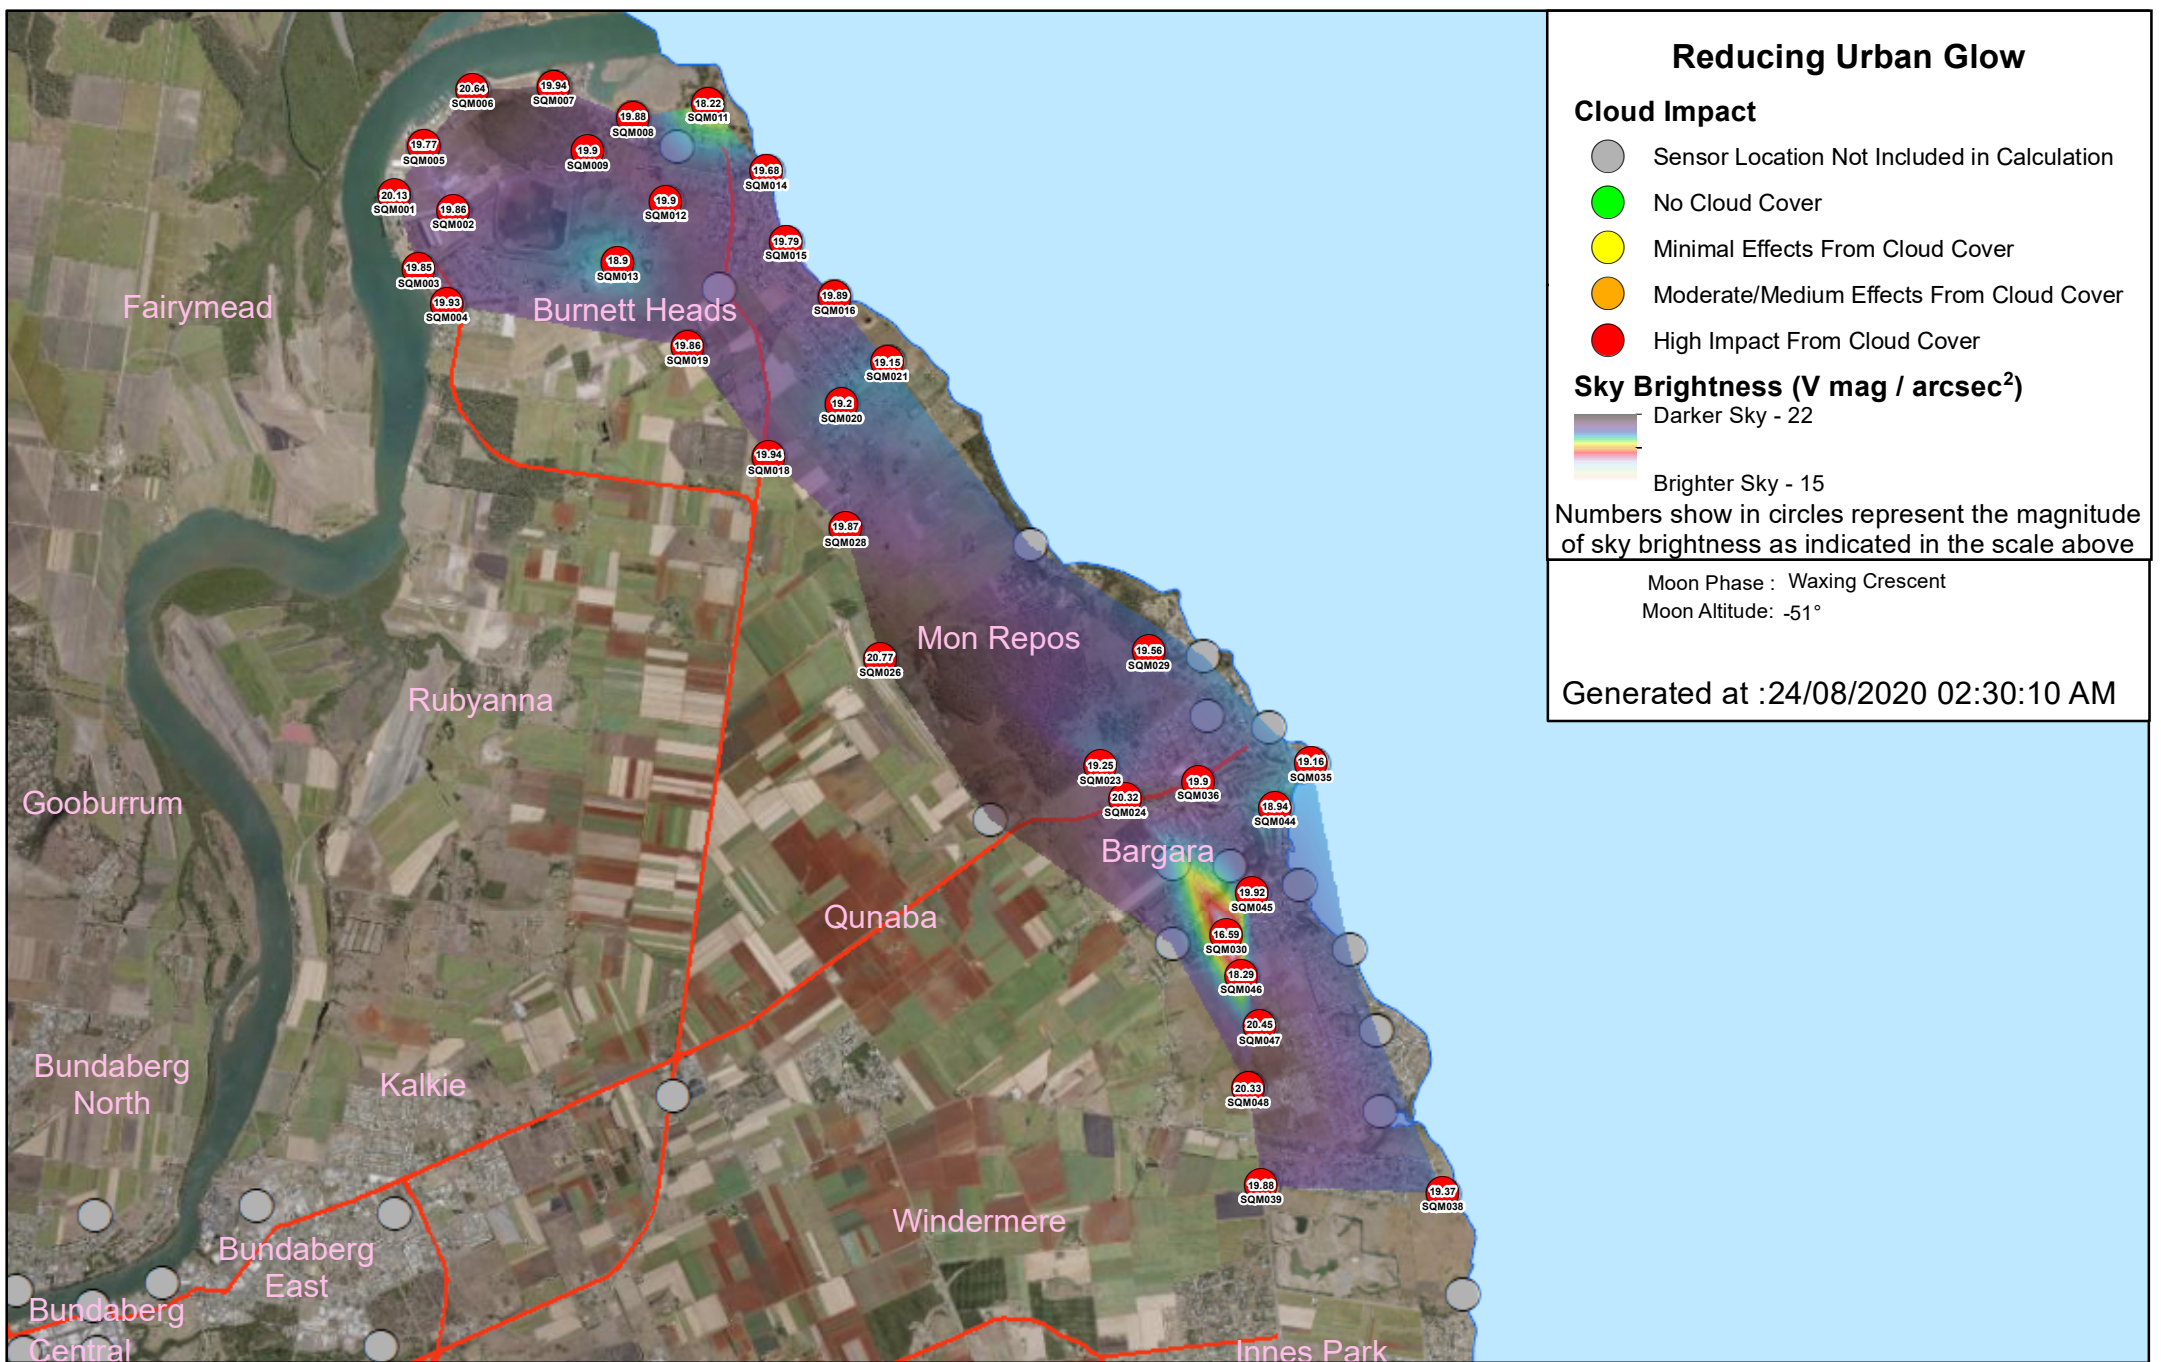 Reducing Urban Glow
Cloud Impact
Sensor Location Not Included in Calculation
No Cloud Cover
Minimal Effects From Cloud Cover
Moderate/Medium Effects From Cloud Cover
High Impact From Cloud Cover
Sky Brightness (V mag / arcsec²)
Darker Sky - 22
Brighter Sky - 15
Numbers show in circles represent the magnitude
of sky brightness as indicated in the scale above
Moon Phase : Waxing Crescent
Moon Altitude: -51°
Generated at :24/08/2020 02:30:10 AM
20.64
SQM006
19.94
SQM007
19.88
SQM008
18.22
SQM011
19.77
SQM005
19.9
SQM009
19.68
SQM014
20.13
SQM001
19.86
SQM002
19.9
SQM012
19.79
SQM015
19.85
SQM003
18.9
SQM013
19.93
SQM004
19.89
SQM016
Fairymead
Burnett Heads
19.86
SQM019
19.15
SQM021
19.2
SQM020
19.94
SQM018
19.87
SQM028
Mon Repos
19.56
SQM029
20.77
SQM026
Rubyanna
19.25
SQM023
19.16
SQM035
20.32
SQM024
19.9
SQM036
18.94
SQM044
Gooburrum
Bargara
19.92
SQM045
Qunaba
16.59
SQM030
18.29
SQM046
20.45
SQM047
Bundaberg
North
Kalkie
20.33
SQM048
19.88
SQM039
19.37
SQM038
Windermere
Bundaberg
East
Bundaberg
Central
Innes Park